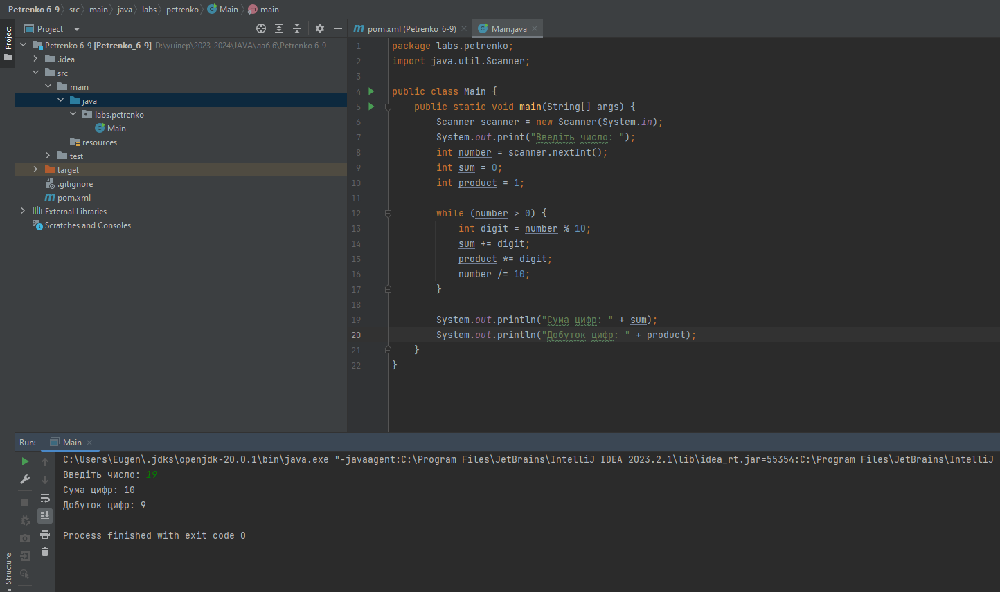 Petrenko 6-9 src main java labs petrenko Main main
Project
Project
Petrenko 6-9 [Petrenko_6-9] D:\універ\2023-2024\JAVA\лаб 6\Petrenko 6-9
.idea
src
main
java
labs.petrenko
Main
resources
test
target
.gitignore
pom.xml
External Libraries
Scratches and Consoles
pom.xml (Petrenko_6-9) Main.java
1 package labs.petrenko;
2 import java.util.Scanner;
3
4 public class Main {
5 public static void main(String[] args) {
6 Scanner scanner = new Scanner(System.in);
7 System.out.print("Введіть число: ");
8 int number = scanner.nextInt();
9 int sum = 0;
10 int product = 1;
11
12 while (number > 0) {
13 int digit = number % 10;
14 sum += digit;
15 product *= digit;
16 number /= 10;
17 }
18
19 System.out.println("Сума цифр: " + sum);
20 System.out.println("Добуток цифр: " + product);
21 }
22 }
Run: Main
C:\Users\Eugen\.jdks\openjdk-20.0.1\bin\java.exe "-javaagent:C:\Program Files\JetBrains\IntelliJ IDEA 2023.2.1\lib\idea_rt.jar=55354:C:\Program Files\JetBrains\IntelliJ
Введіть число: 19
Сума цифр: 10
Добуток цифр: 9
Process finished with exit code 0
Structure